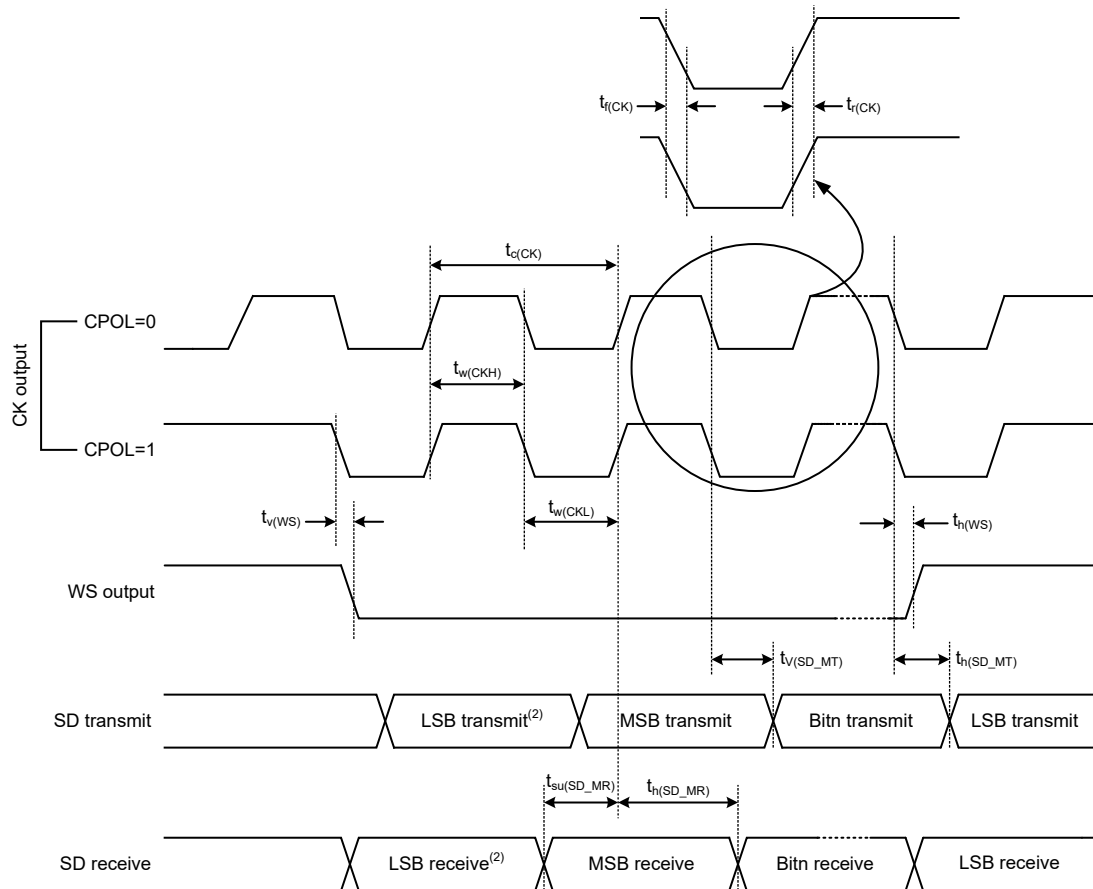 tf(CK)
tr(CK)
tc(CK)
CK output
CPOL=0
tw(CKH)
CPOL=1
tv(WS)
tw(CKL)
th(WS)
WS output
tV(SD_MT)
th(SD_MT)
SD transmit
LSB transmit(2)
MSB transmit
Bitn transmit
LSB transmit
tsu(SD_MR)
th(SD_MR)
SD receive
LSB receive(2)
MSB receive
Bitn receive
LSB receive